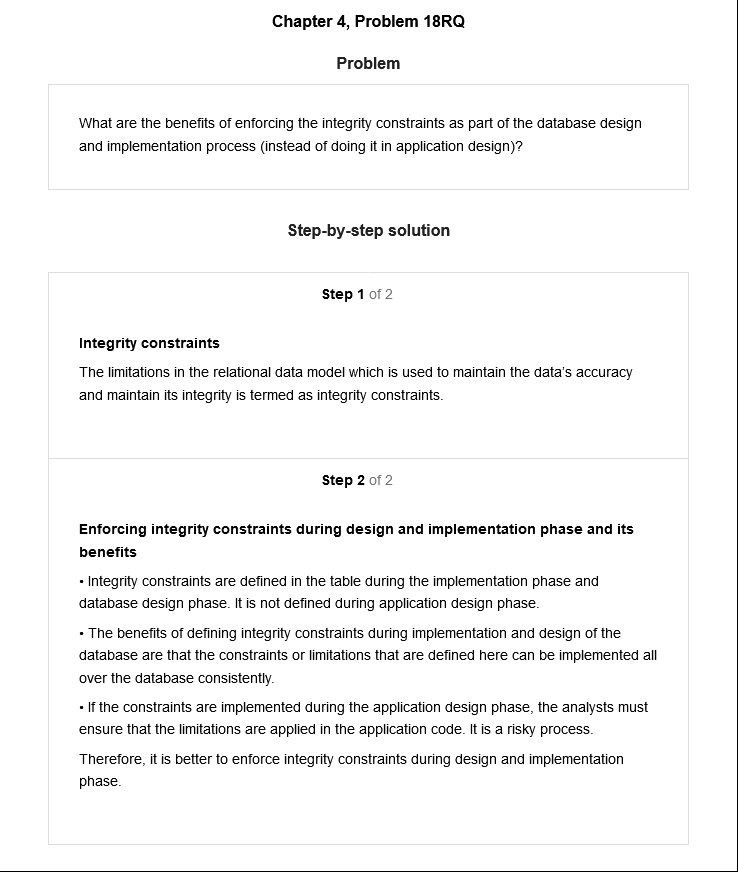 Chapter 4, Problem 18RQ
Problem
What are the benefits of enforcing the integrity constraints as part of the database design
and implementation process (instead of doing it in application design)?
Step-by-step solution
Step 1 of 2
Integrity constraints
The limitations in the relational data model which is used to maintain the data's accuracy
and maintain its integrity is termed as integrity constraints.
Step 2 of 2
Enforcing integrity constraints during design and implementation phase and its
benefits
• Integrity constraints are defined in the table during the implementation phase and
database design phase. It is not defined during application design phase.
• The benefits of defining integrity constraints during implementation and design of the
database are that the constraints or limitations that are defined here can be implemented all
over the database consistently.
• If the constraints are implemented during the application design phase, the analysts must
ensure that the limitations are applied in the application code. It is a risky process.
Therefore, it is better to enforce integrity constraints during design and implementation
phase.